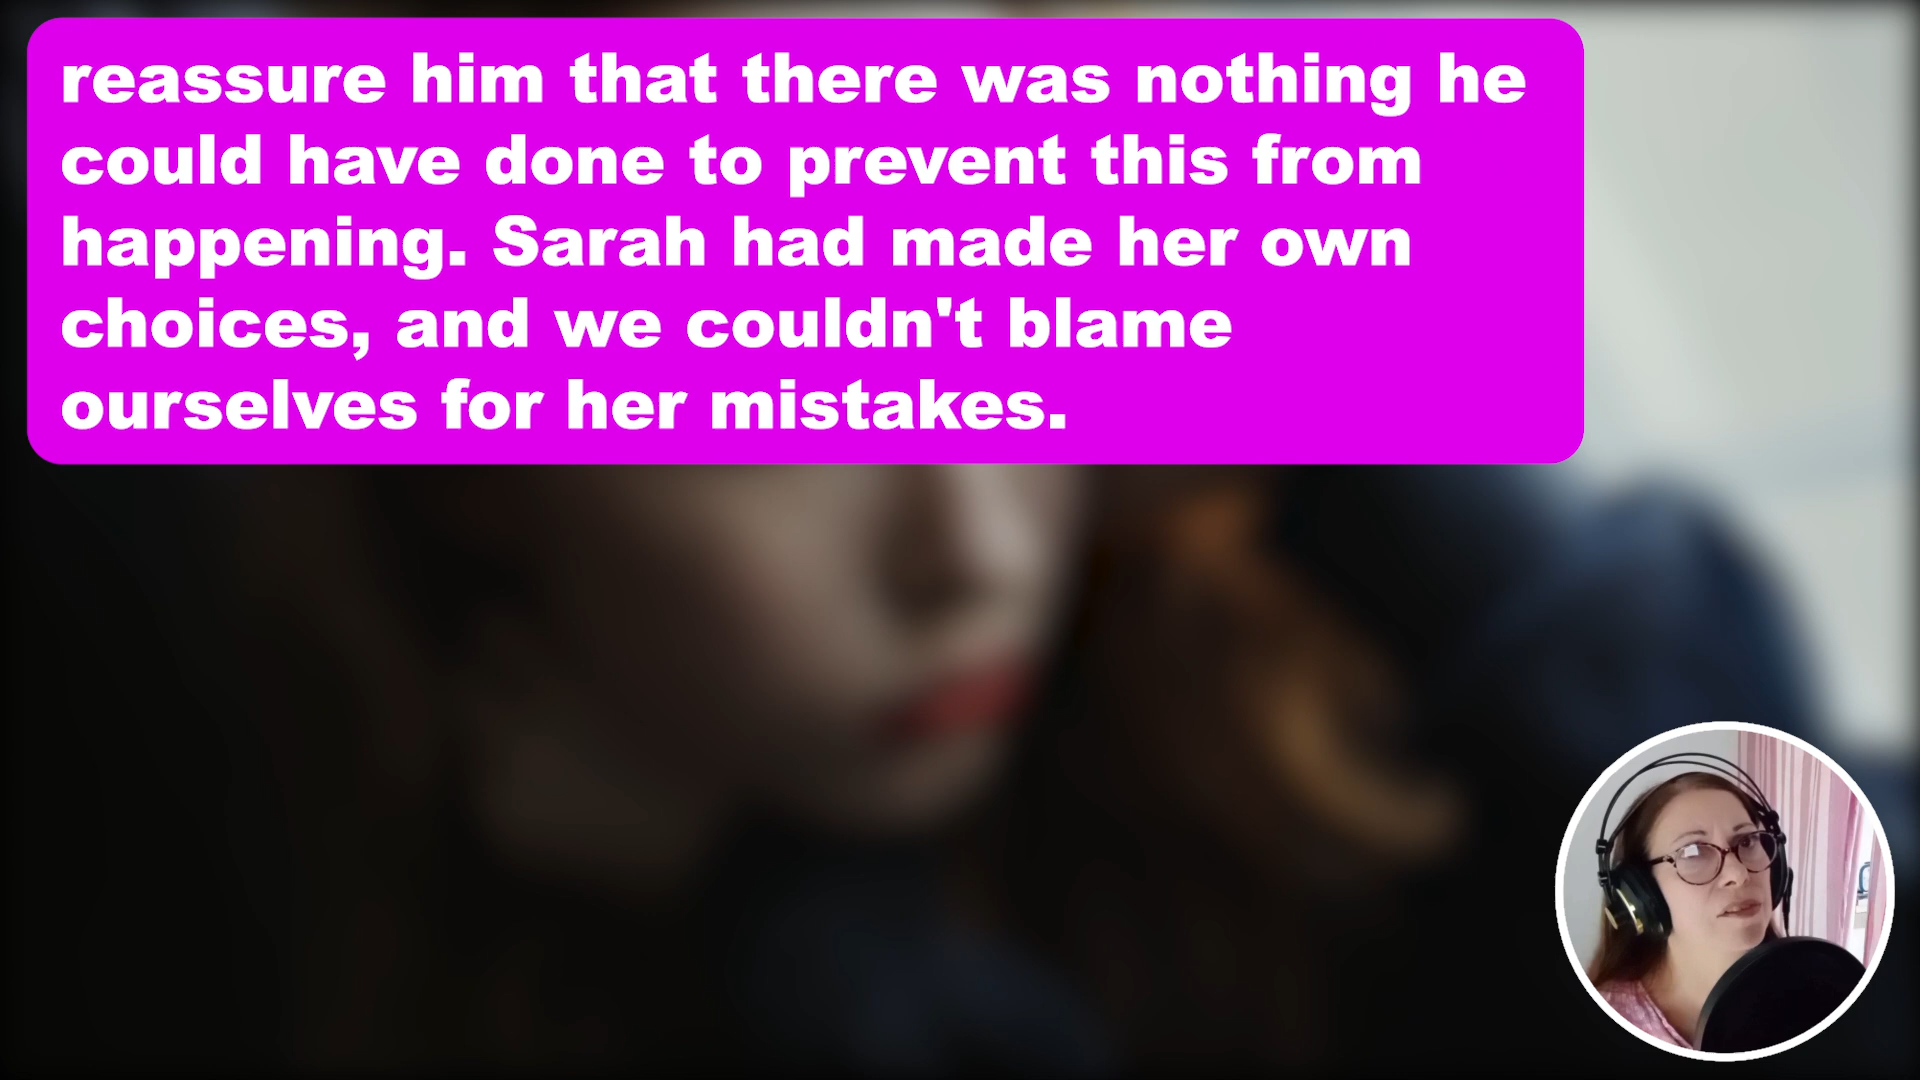 reassure him that there was nothing he
could have done to prevent this from
happening. Sarah had made her own
choices, and we couldn't blame
ourselves for her mistakes.